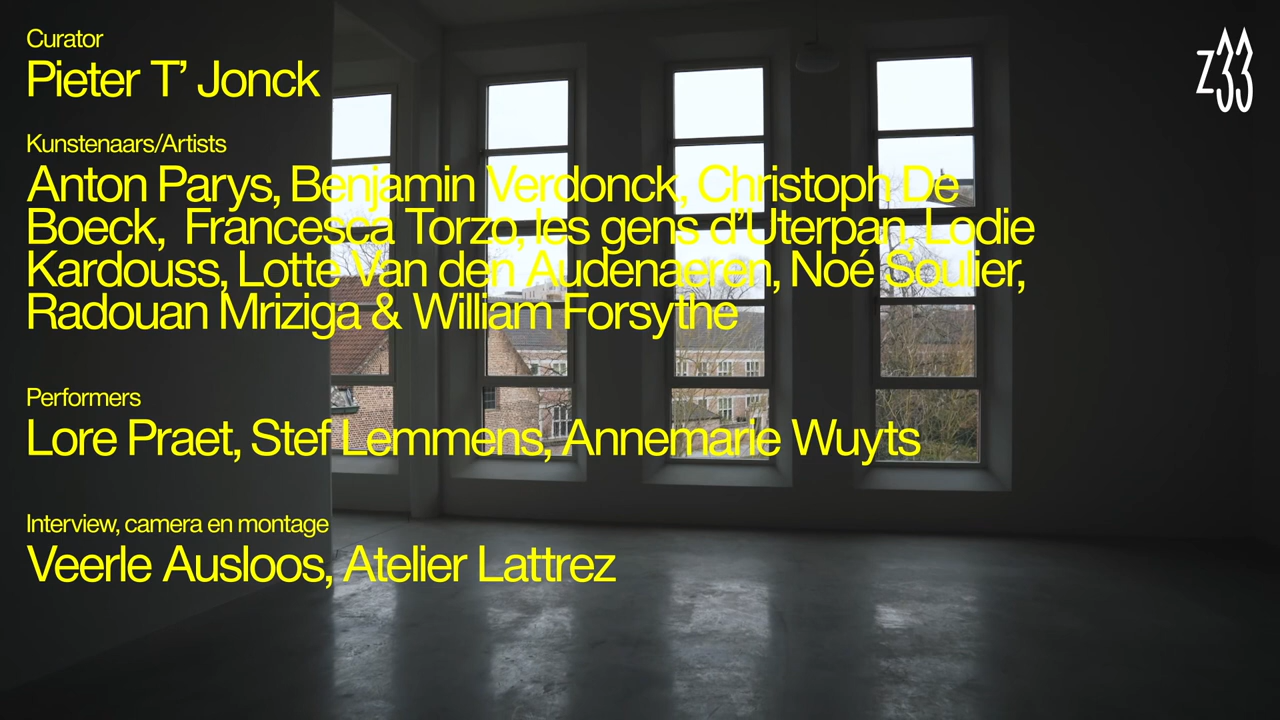 Curator
Pieter T’ Jonck
Kunstenaars/Artists
Anton Parys, Benjamin Verdonck, Christoph De
Boeck, Francesca Torzo, les gens d’Uterpan, Lodie
Kardouss, Lotte Van den Audenaeren, Noé Soulier,
Radouan Mriziga & William Forsythe
Performers
Lore Praet, Stef Lemmens, Annemarie Wuyts
Interview, camera en montage
Veerle Ausloos, Atelier Lattrez
Z33